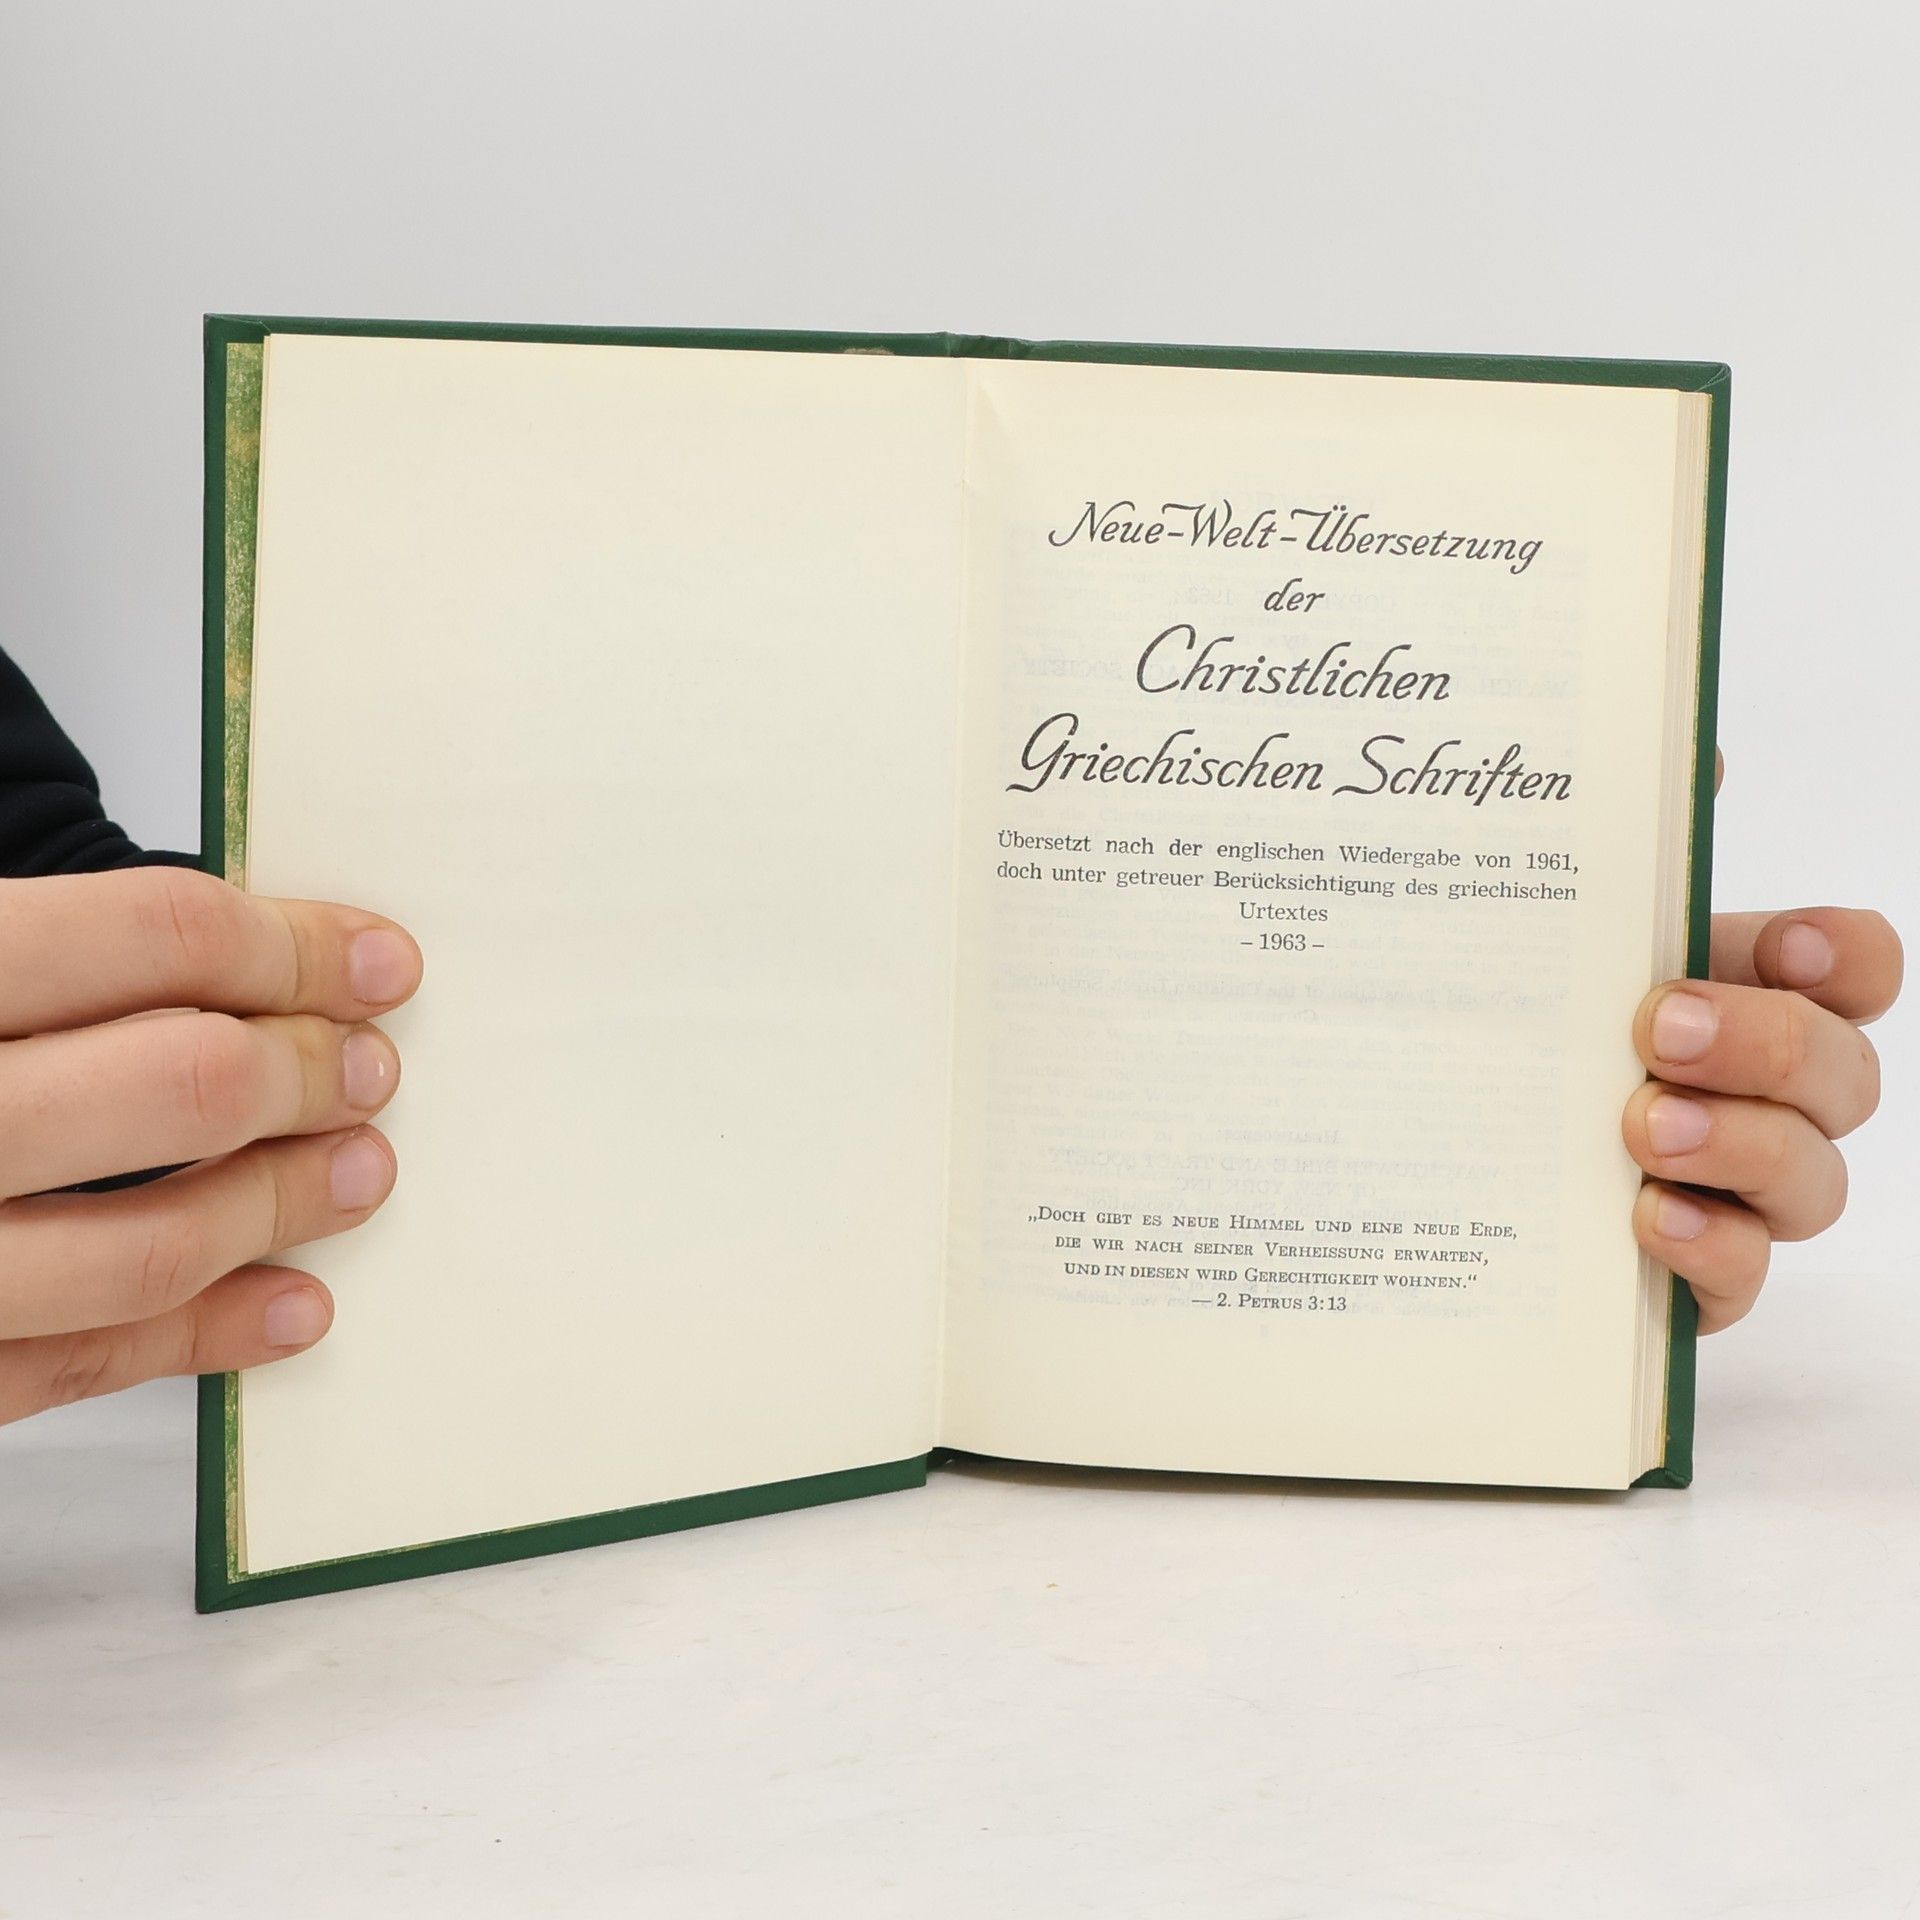 Neue-Welt-Übersetzung
der
Christlichen
Griechischen Schriften
Übersetzt nach der englischen Wiedergabe von 1961,
doch unter getreuer Berücksichtigung des griechischen
Urtextes
– 1963 –
„Doch gibt es neue Himmel und eine neue Erde,
die wir nach seiner Verheissung erwarten,
und in diesen wird Gerechtigkeit wohnen.“
— 2. Petrus 3:13